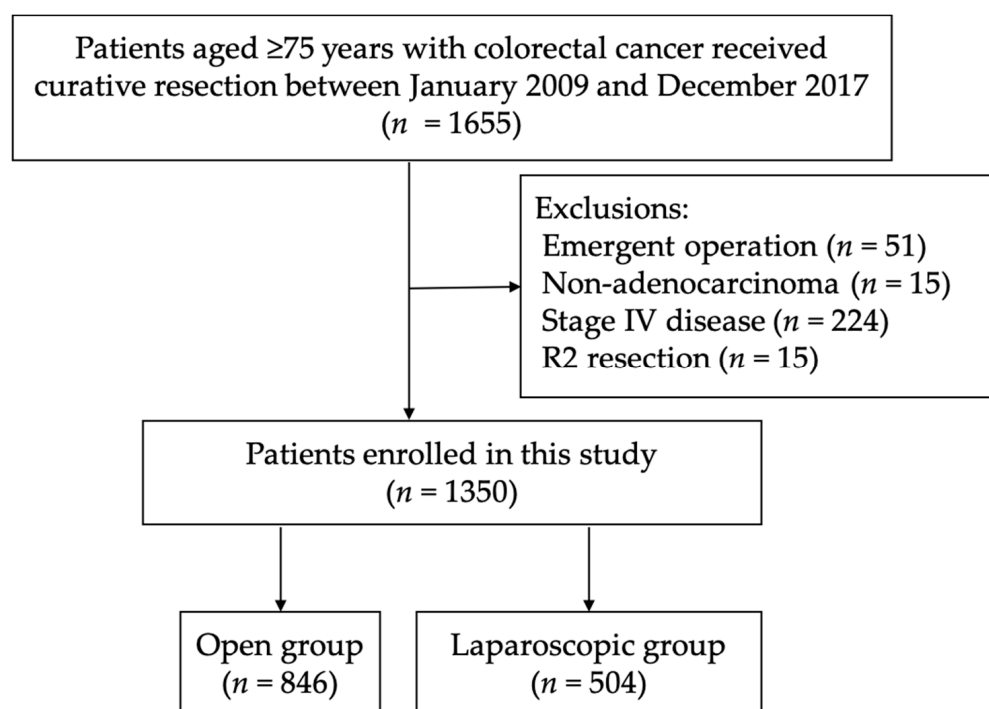 Patients aged ≥75 years with colorectal cancer received
curative resection between January 2009 and December 2017
(n = 1655)
Exclusions:
Emergent operation (n = 51)
Non-adenocarcinoma (n = 15)
Stage IV disease (n = 224)
R2 resection (n = 15)
Patients enrolled in this study
(n = 1350)
Open group
(n = 846)
Laparoscopic group
(n = 504)